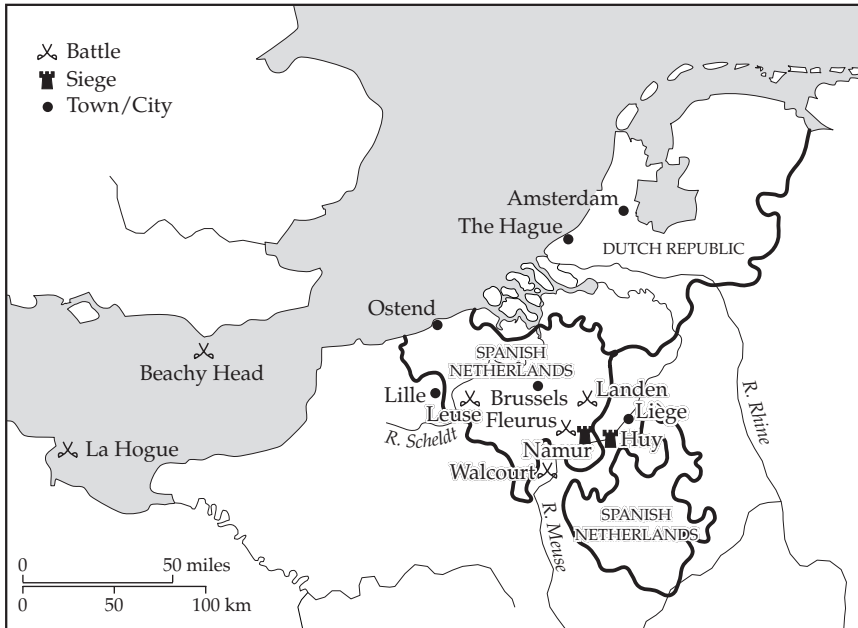 Battle
Siege
Town/City
Amsterdam
The Hague
DUTCH REPUBLIC
Ostend
Beachy Head
SPANISH
NETHERLANDS
Lille
Brussels
Landen
Leuse
Fleurus
Liège
R. Scheldt
R. Rhine
La Hogue
Namur
Huy
Walcourt
R. Meuse
SPANISH
NETHERLANDS
0 50 miles
0 50 100 km